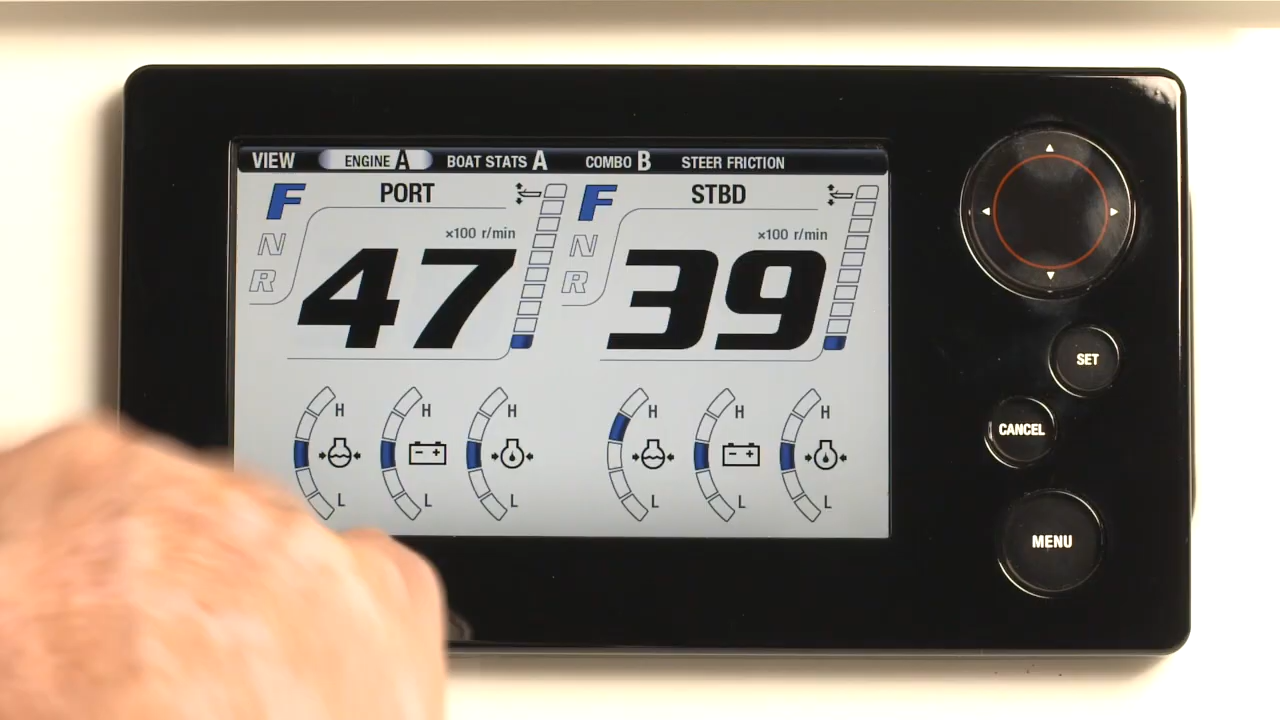 VIEW ENGINE A BOAT STATS A COMBO B STEER FRICTION
F PORT
N
R
×100 r/min
47
F STBD
N
R
×100 r/min
39
H H H
L L L
H H H
L L L
SET
CANCEL
MENU